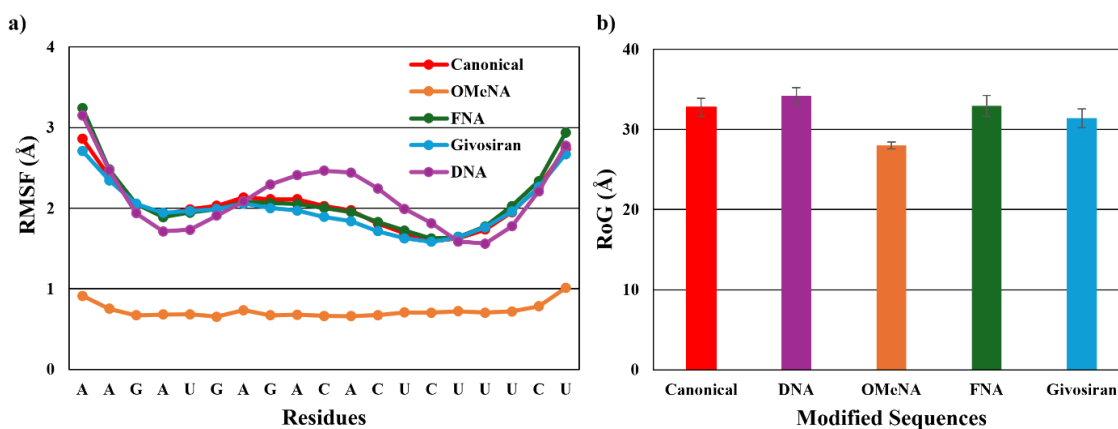 a)
RMSF (Å)
4
3
2
1
0
Canonical
OMeNA
FNA
Givosiran
DNA
A A G A U G A G A C A C U C U U U C U
Residues
b)
RoG (Å)
40
30
20
10
0
Canonical DNA OMeNA FNA Givosiran
Modified Sequences